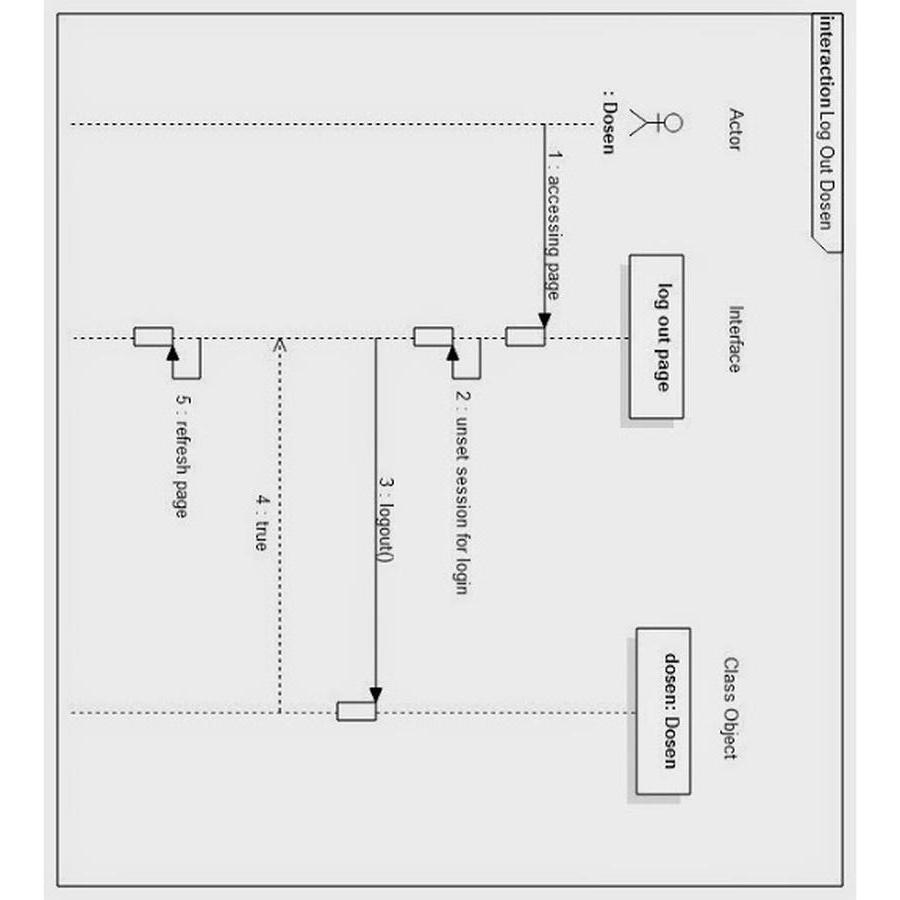 interaction Log Out Dosen
Actor
Interface
Class Object
: Dosen
log out page
dosen: Dosen
1 : accessing page
2 : unset session for login
3 : logout()
4 : true
5 : refresh page